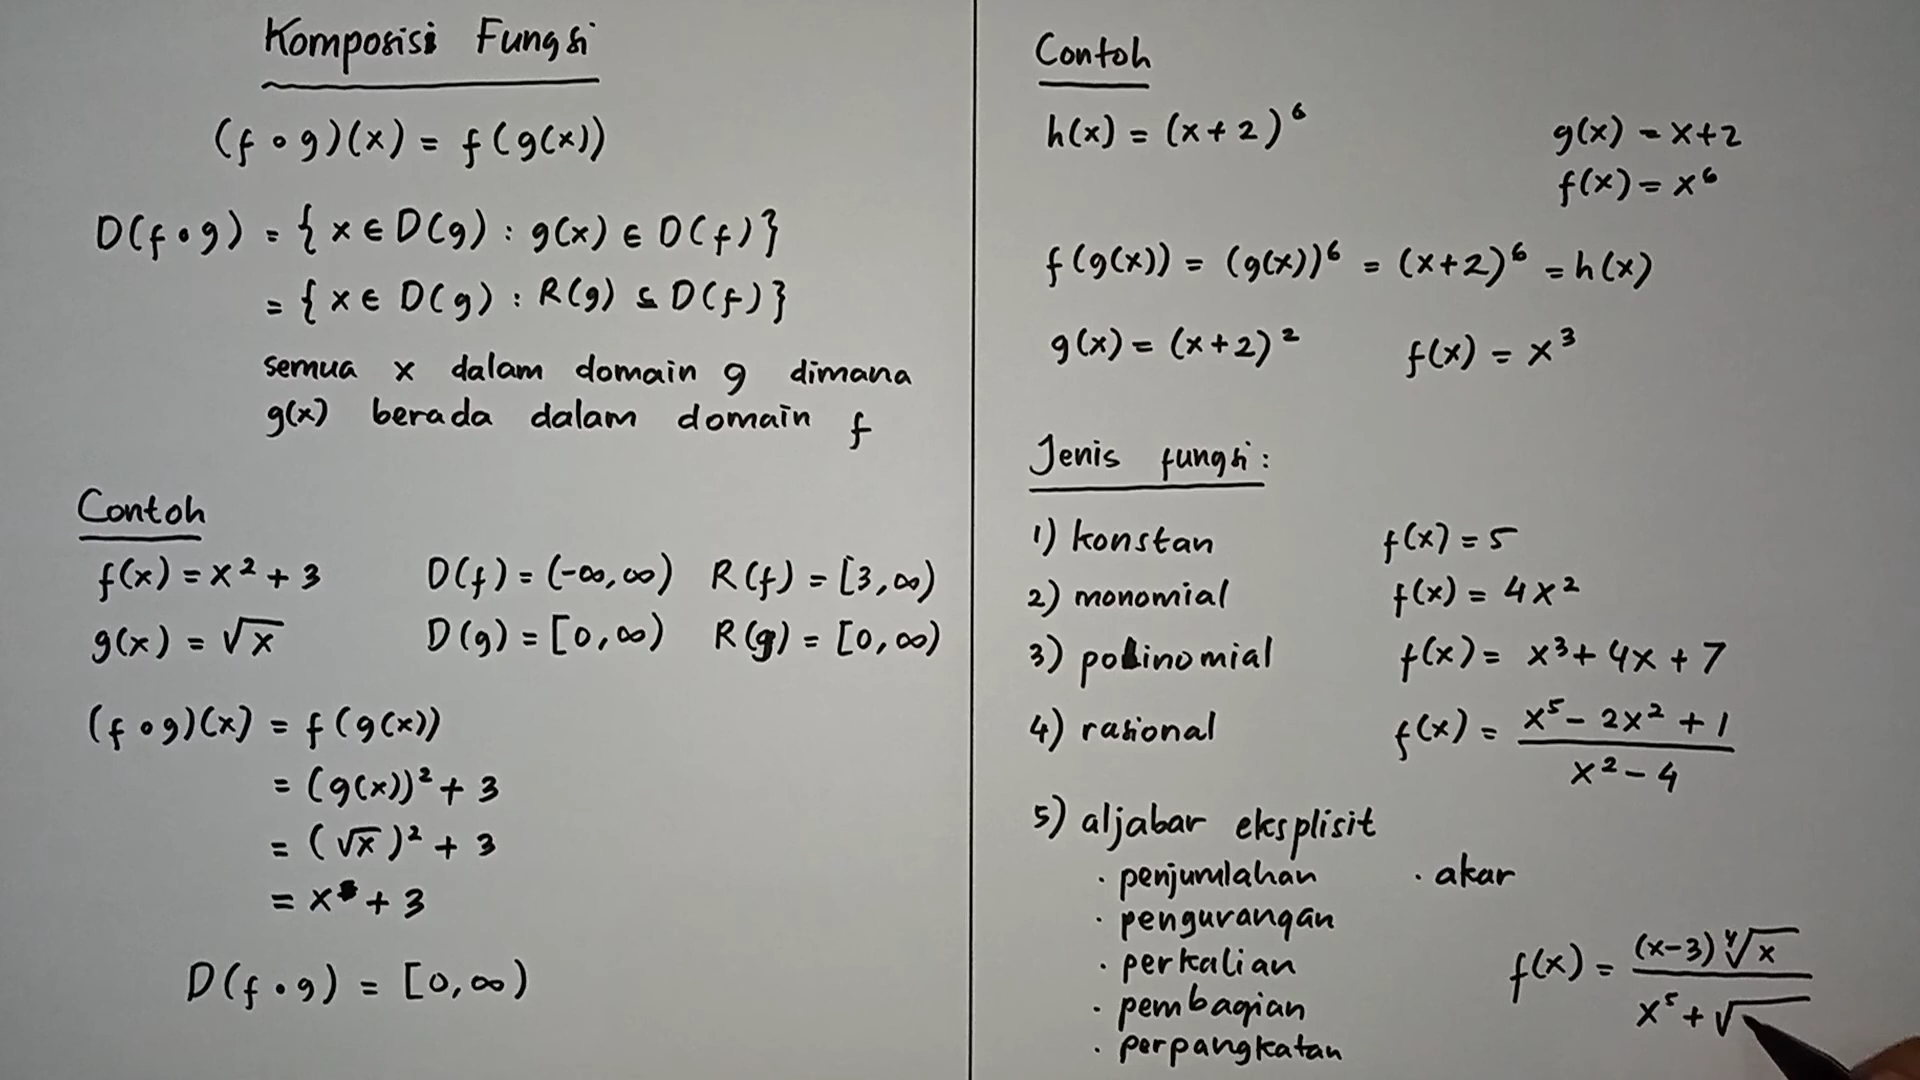 Komposisi Fungsi
(f∘g)(x) = f(g(x))
D(f∘g) = { x ∈ D(g) : g(x) ∈ D(f) }
= { x ∈ D(g) : R(g) ⊆ D(f) }
semua x dalam domain g dimana
g(x) berada dalam domain f
Contoh
f(x) = x² + 3 D(f) = (-∞,∞) R(f) = [3,∞)
g(x) = √x D(g) = [0,∞) R(g) = [0,∞)
(f∘g)(x) = f(g(x))
= (g(x))² + 3
= (√x)² + 3
= x + 3
D(f∘g) = [0,∞)
Contoh
h(x) = (x+2)⁶ g(x) = x+2
f(x) = x⁶
f(g(x)) = (g(x))⁶ = (x+2)⁶ = h(x)
g(x) = (x+2)² f(x) = x³
Jenis fungsi :
1) konstan f(x) = 5
2) monomial f(x) = 4x²
3) polinomial f(x) = x³ + 4x + 7
4) rasional f(x) = (x⁵ - 2x² + 1) / (x² - 4)
5) aljabar eksplisit
· penjumlahan · akar
· pengurangan
· perkalian
· pembagian
· perpangkatan
f(x) = (x-3) ⁴√x / x⁵ + √